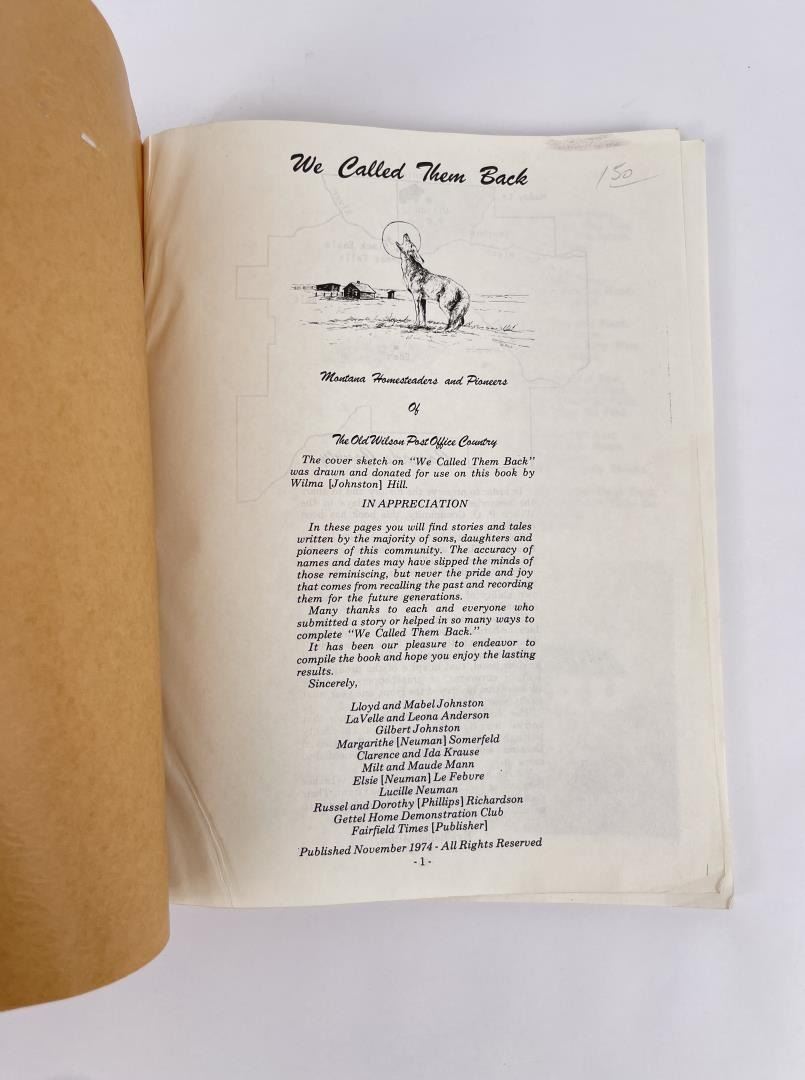 We Called Them Back
150
Montana Homesteaders and Pioneers
Of
The Old Wilson Post Office Country
The cover sketch on "We Called Them Back"
was drawn and donated for use on this book by
Wilma [Johnston] Hill.
IN APPRECIATION
In these pages you will find stories and tales
written by the majority of sons, daughters and
pioneers of this community. The accuracy of
names and dates may have slipped the minds of
those reminiscing, but never the pride and joy
that comes from recalling the past and recording
them for the future generations.
Many thanks to each and everyone who
submitted a story or helped in so many ways to
complete "We Called Them Back."
It has been our pleasure to endeavor to
compile the book and hope you enjoy the lasting
results.
Sincerely,
Lloyd and Mabel Johnston
LaVelle and Leona Anderson
Gilbert Johnston
Margarithe [Neuman] Somerfeld
Clarence and Ida Krause
Milt and Maude Mann
Elsie [Neuman] Le Febvre
Lucille Neuman
Russel and Dorothy [Phillips] Richardson
Gettel Home Demonstration Club
Fairfield Times [Publisher]
Published November 1974 - All Rights Reserved
- 1 -